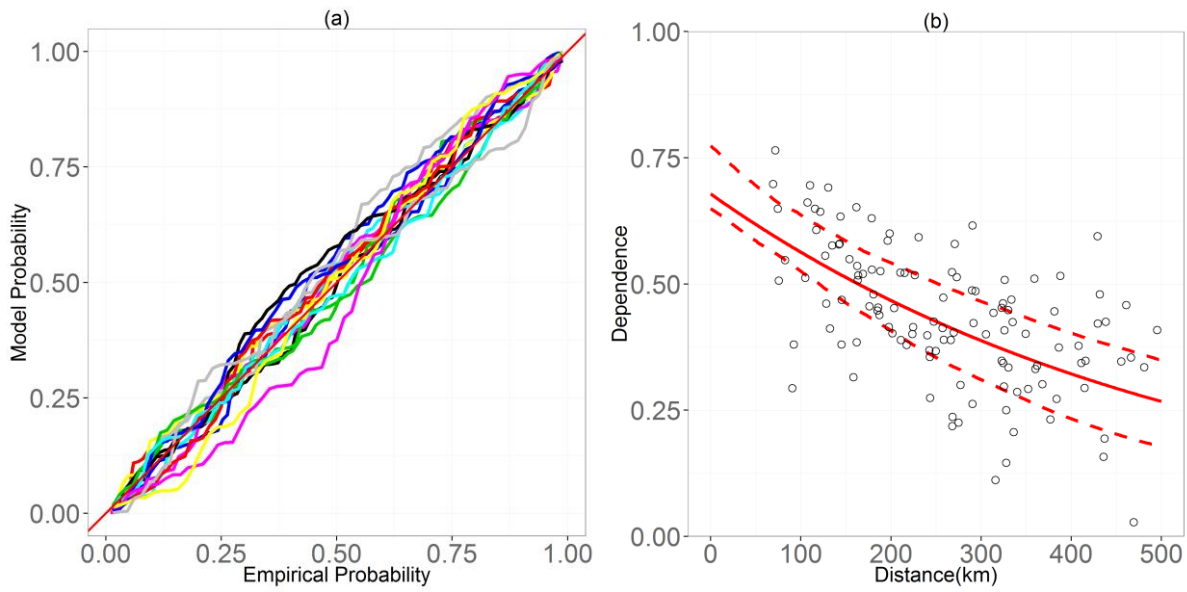 (a)
1.00
0.75
0.50
0.25
0.00
Model Probability
0.00 0.25 0.50 0.75 1.00
Empirical Probability
(b)
1.00
0.75
0.50
0.25
0.00
Dependence
0 100 200 300 400 500
Distance(km)